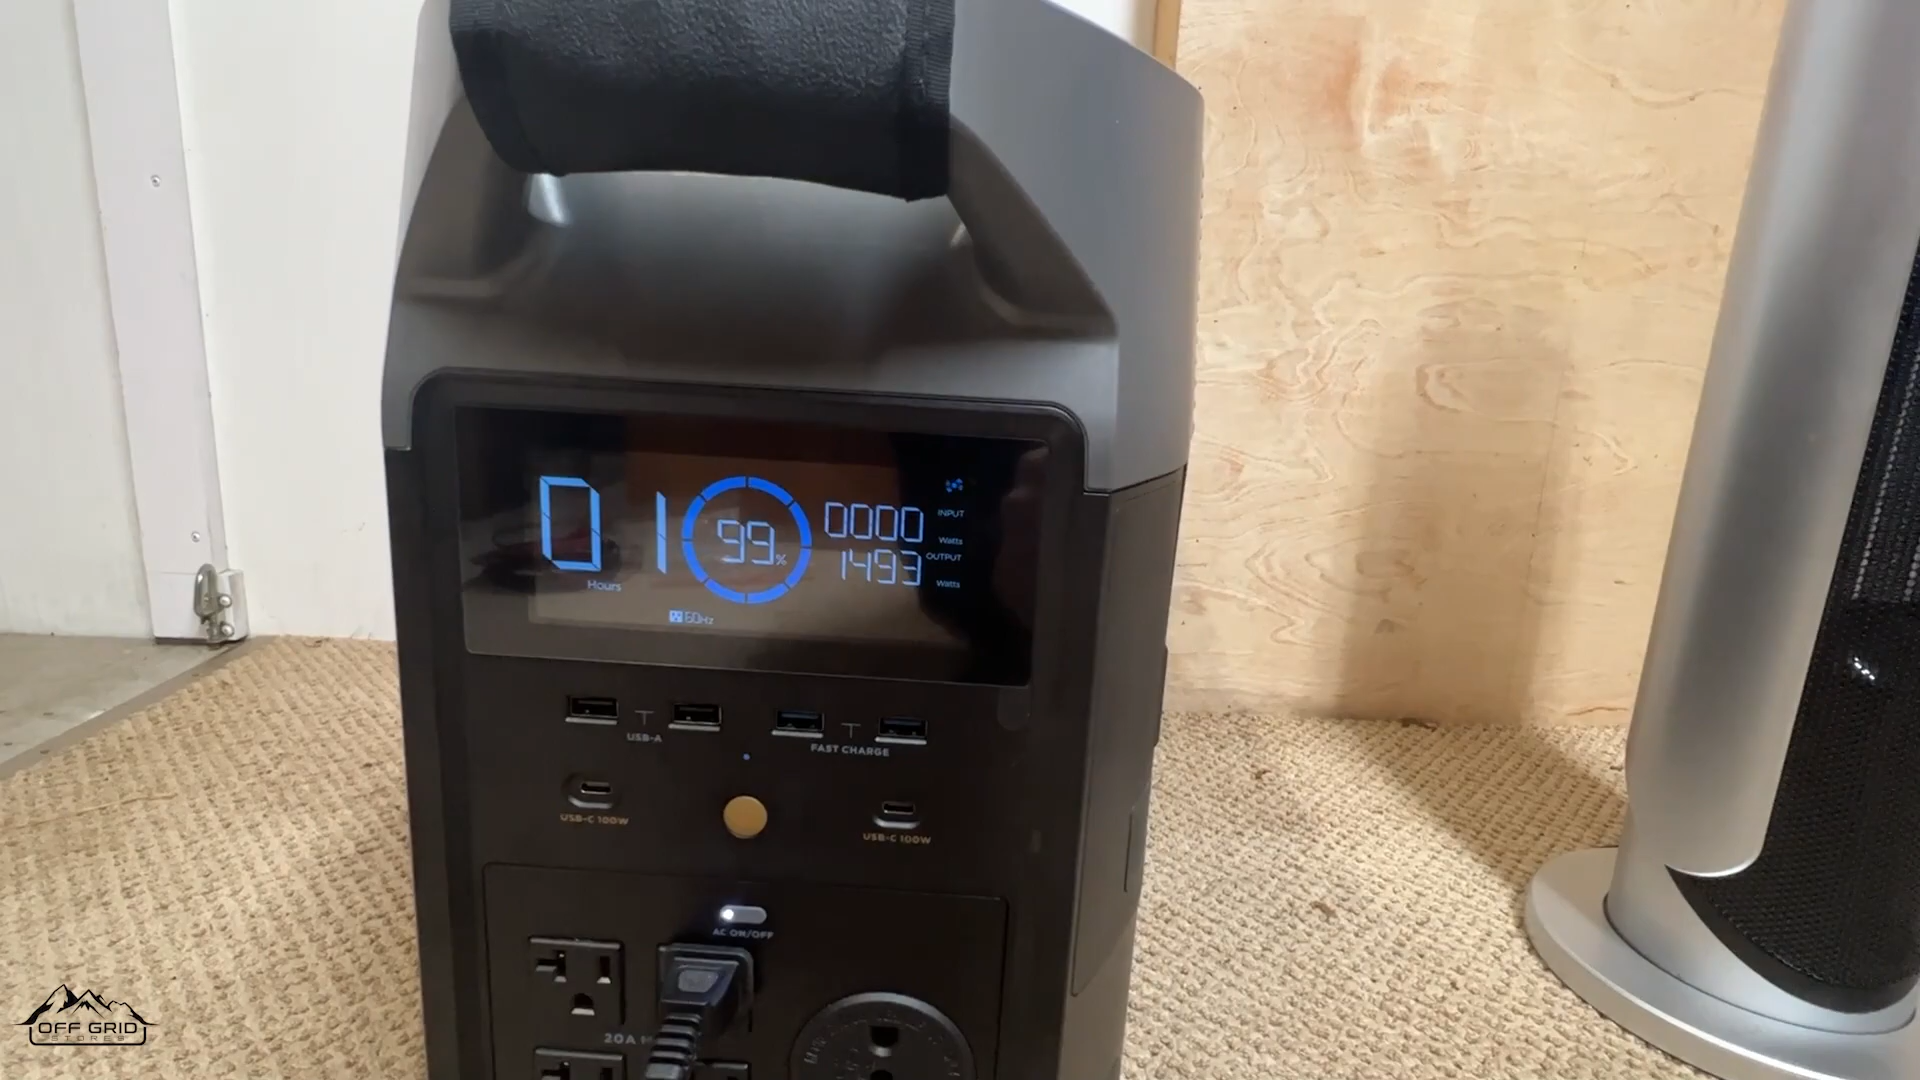 01
Hours
99%
0000
INPUT
Watts
1493
OUTPUT
Watts
60Hz
USB-A
FAST CHARGE
USB-C 100W
USB-C 100W
AC ON/OFF
20A
OFF GRID
STORES